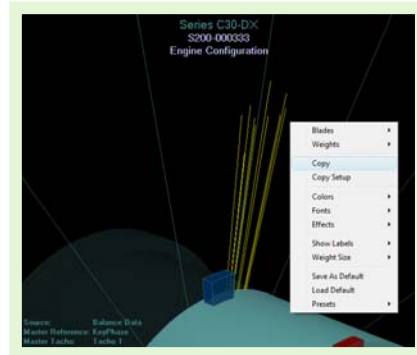 Series C30-DX
S200-000333
Engine Configuration
Blades
Weights
Copy
Copy Setup
Colors
Fonts
Effects
Show Labels
Weight Size
Save As Default
Load Default
Presets
Source: Balance Data
Master Reference: KeyPhase
Master Tacho: Tacho 1